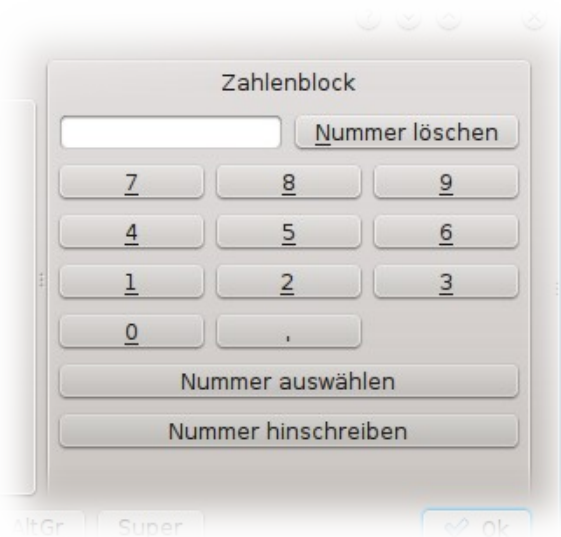 Zahlenblock
Nummer löschen
7 8 9
4 5 6
1 2 3
0 ,
Nummer auswählen
Nummer hinschreiben
AltGr Super Ok